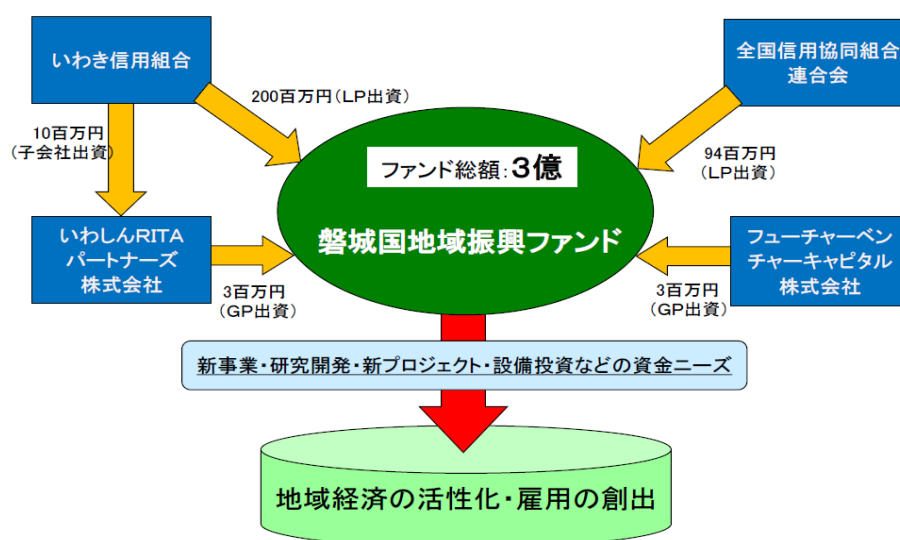 いわき信用組合
全国信用協同組合
連合会
200百万円(LP出資)
10百万円
(子会社出資)
94百万円
(LP出資)
ファンド総額:3億
磐城国地域振興ファンド
いわしんRITA
パートナーズ
株式会社
フューチャーベン
チャーキャピタル
株式会社
3百万円
(GP出資)
3百万円
(GP出資)
新事業・研究開発・新プロジェクト・設備投資などの資金ニーズ
地域経済の活性化・雇用の創出